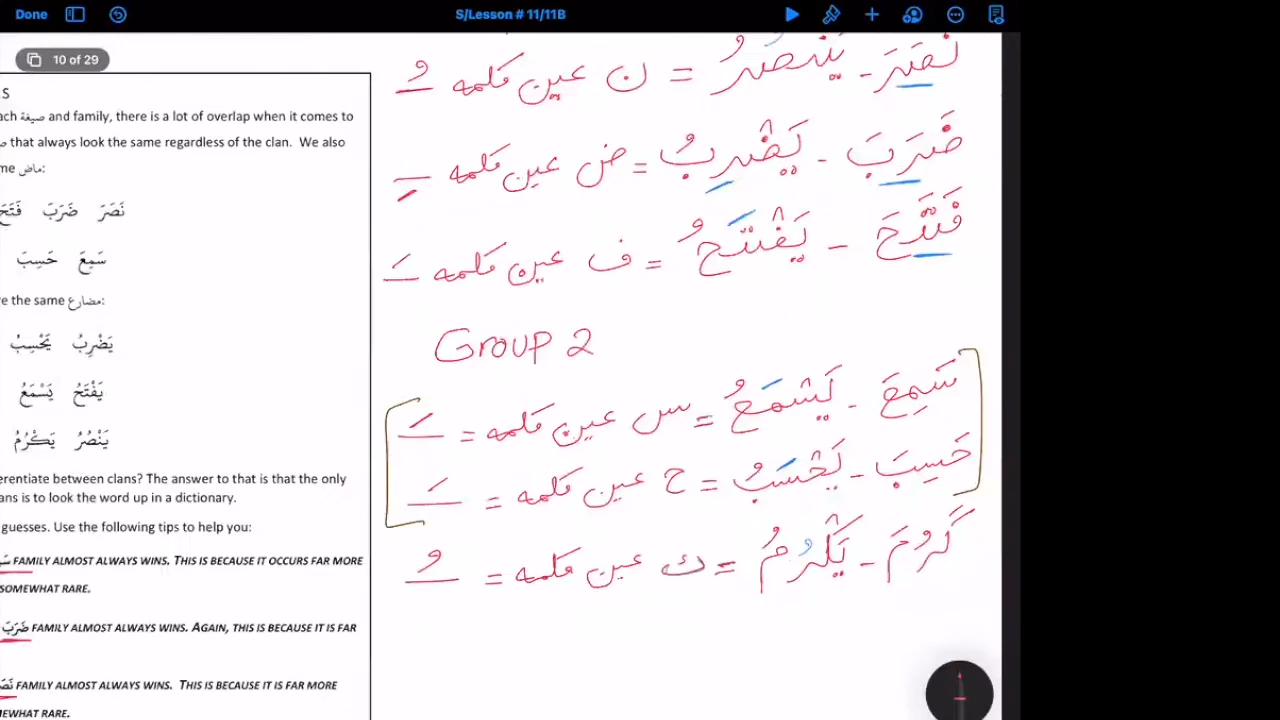 Done
S/Lesson # 11/11B
10 of 29
S
ach صيغة and family, there is a lot of overlap when it comes to
that always look the same regardless of the clan. We also
me ماض:
نَصَرَ ضَرَبَ فَتَحَ
سَمِعَ حَسِبَ
re the same مضارع:
يَضْرِبُ يَحْسِبُ
يَفْتَحُ يَسْمَعُ
يَنْصُرُ يَكْرُمُ
erentiate between clans? The answer to that is that the only
ans is to look the word up in a dictionary.
guesses. Use the following tips to help you:
FAMILY ALMOST ALWAYS WINS. THIS IS BECAUSE IT OCCURS FAR MORE
SOMEWHAT RARE.
ضَرَبَ FAMILY ALMOST ALWAYS WINS. AGAIN, THIS IS BECAUSE IT IS FAR
FAMILY ALMOST ALWAYS WINS. THIS IS BECAUSE IT IS FAR MORE
MEWHAT RARE.
نَصَرَ - يَنْصُرُ = ن عين كلمه ـُ
ضَرَبَ - يَضْرِبُ = ض عين كلمه ـِ
فَتَحَ - يَفْتَحُ = ف عين كلمه ـَ
Group 2
سَمِعَ - يَسْمَعُ = س عين كلمه = ـَ
حَسِبَ - يَحْسَبُ = ح عين كلمه = ـَ
كَرُمَ - يَكْرُمُ = ك عين كلمه = ـُ